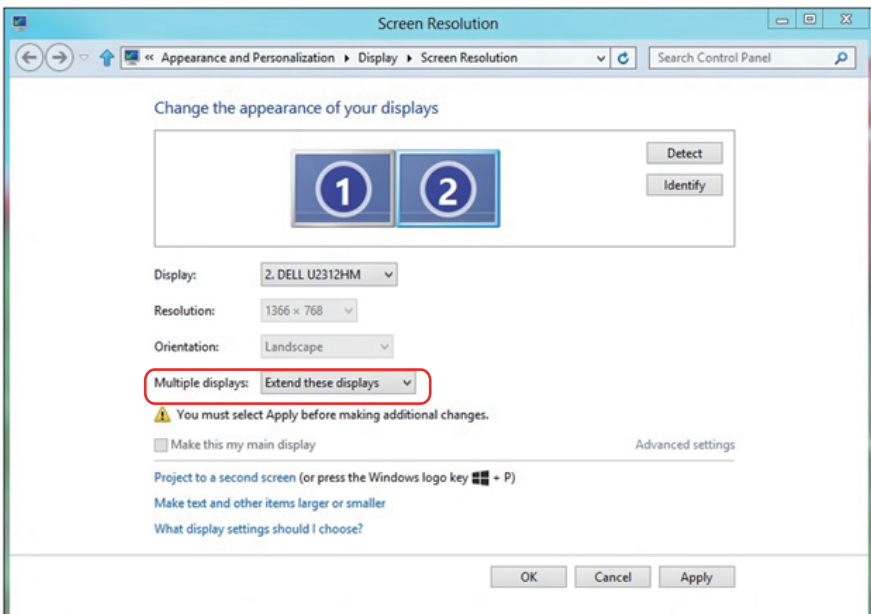 Screen Resolution
« Appearance and Personalization ▸ Display ▸ Screen Resolution
Search Control Panel
Change the appearance of your displays
1 2
Detect
Identify
Display: 2. DELL U2312HM
Resolution: 1366 × 768
Orientation: Landscape
Multiple displays: Extend these displays
You must select Apply before making additional changes.
Make this my main display
Advanced settings
Project to a second screen (or press the Windows logo key + P)
Make text and other items larger or smaller
What display settings should I choose?
OK Cancel Apply